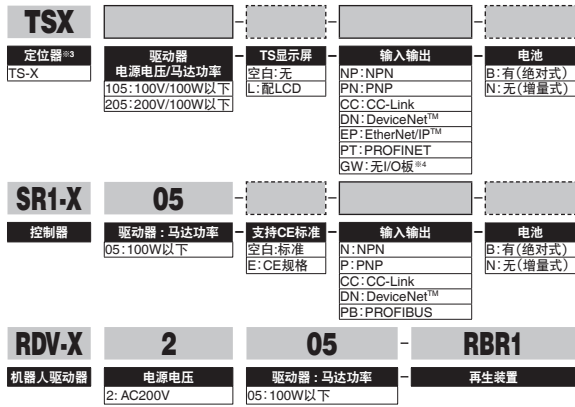 TSX - - -
定位器※3 驱动器 电源电压/马达功率 - TS显示屏 - 输入输出 - 电池
TS-X 105:100V/100W以下 空白:无 NP:NPN B:有(绝对式)
205:200V/100W以下 L:配LCD PN:PNP N:无(增量式)
CC:CC-Link
DN:DeviceNet™
EP:EtherNet/IP™
PT:PROFINET
GW:无I/O板※4
SR1-X 05 - - -
控制器 驱动器 : 马达功率 - 支持CE标准 - 输入输出 - 电池
05:100W以下 空白:标准 N:NPN B:有(绝对式)
E:CE规格 P:PNP N:无(增量式)
CC:CC-Link
DN:DeviceNet™
PB:PROFIBUS
RDV-X 2 05 - RBR1
机器人驱动器 电源电压 驱动器 : 马达功率 - 再生装置
2: AC200V 05:100W以下